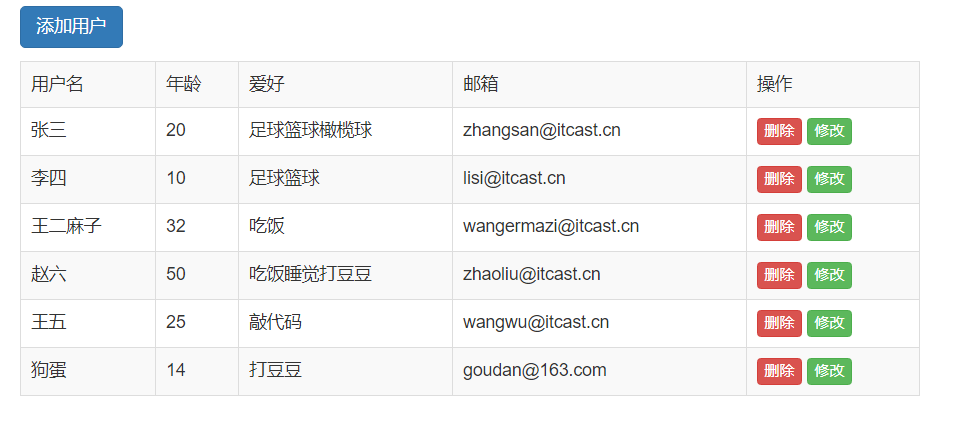 添加用户
用户名 年龄 爱好 邮箱 操作
张三 20 足球篮球橄榄球 zhangsan@itcast.cn 删除 修改
李四 10 足球篮球 lisi@itcast.cn 删除 修改
王二麻子 32 吃饭 wangermazi@itcast.cn 删除 修改
赵六 50 吃饭睡觉打豆豆 zhaoliu@itcast.cn 删除 修改
王五 25 敲代码 wangwu@itcast.cn 删除 修改
狗蛋 14 打豆豆 goudan@163.com 删除 修改